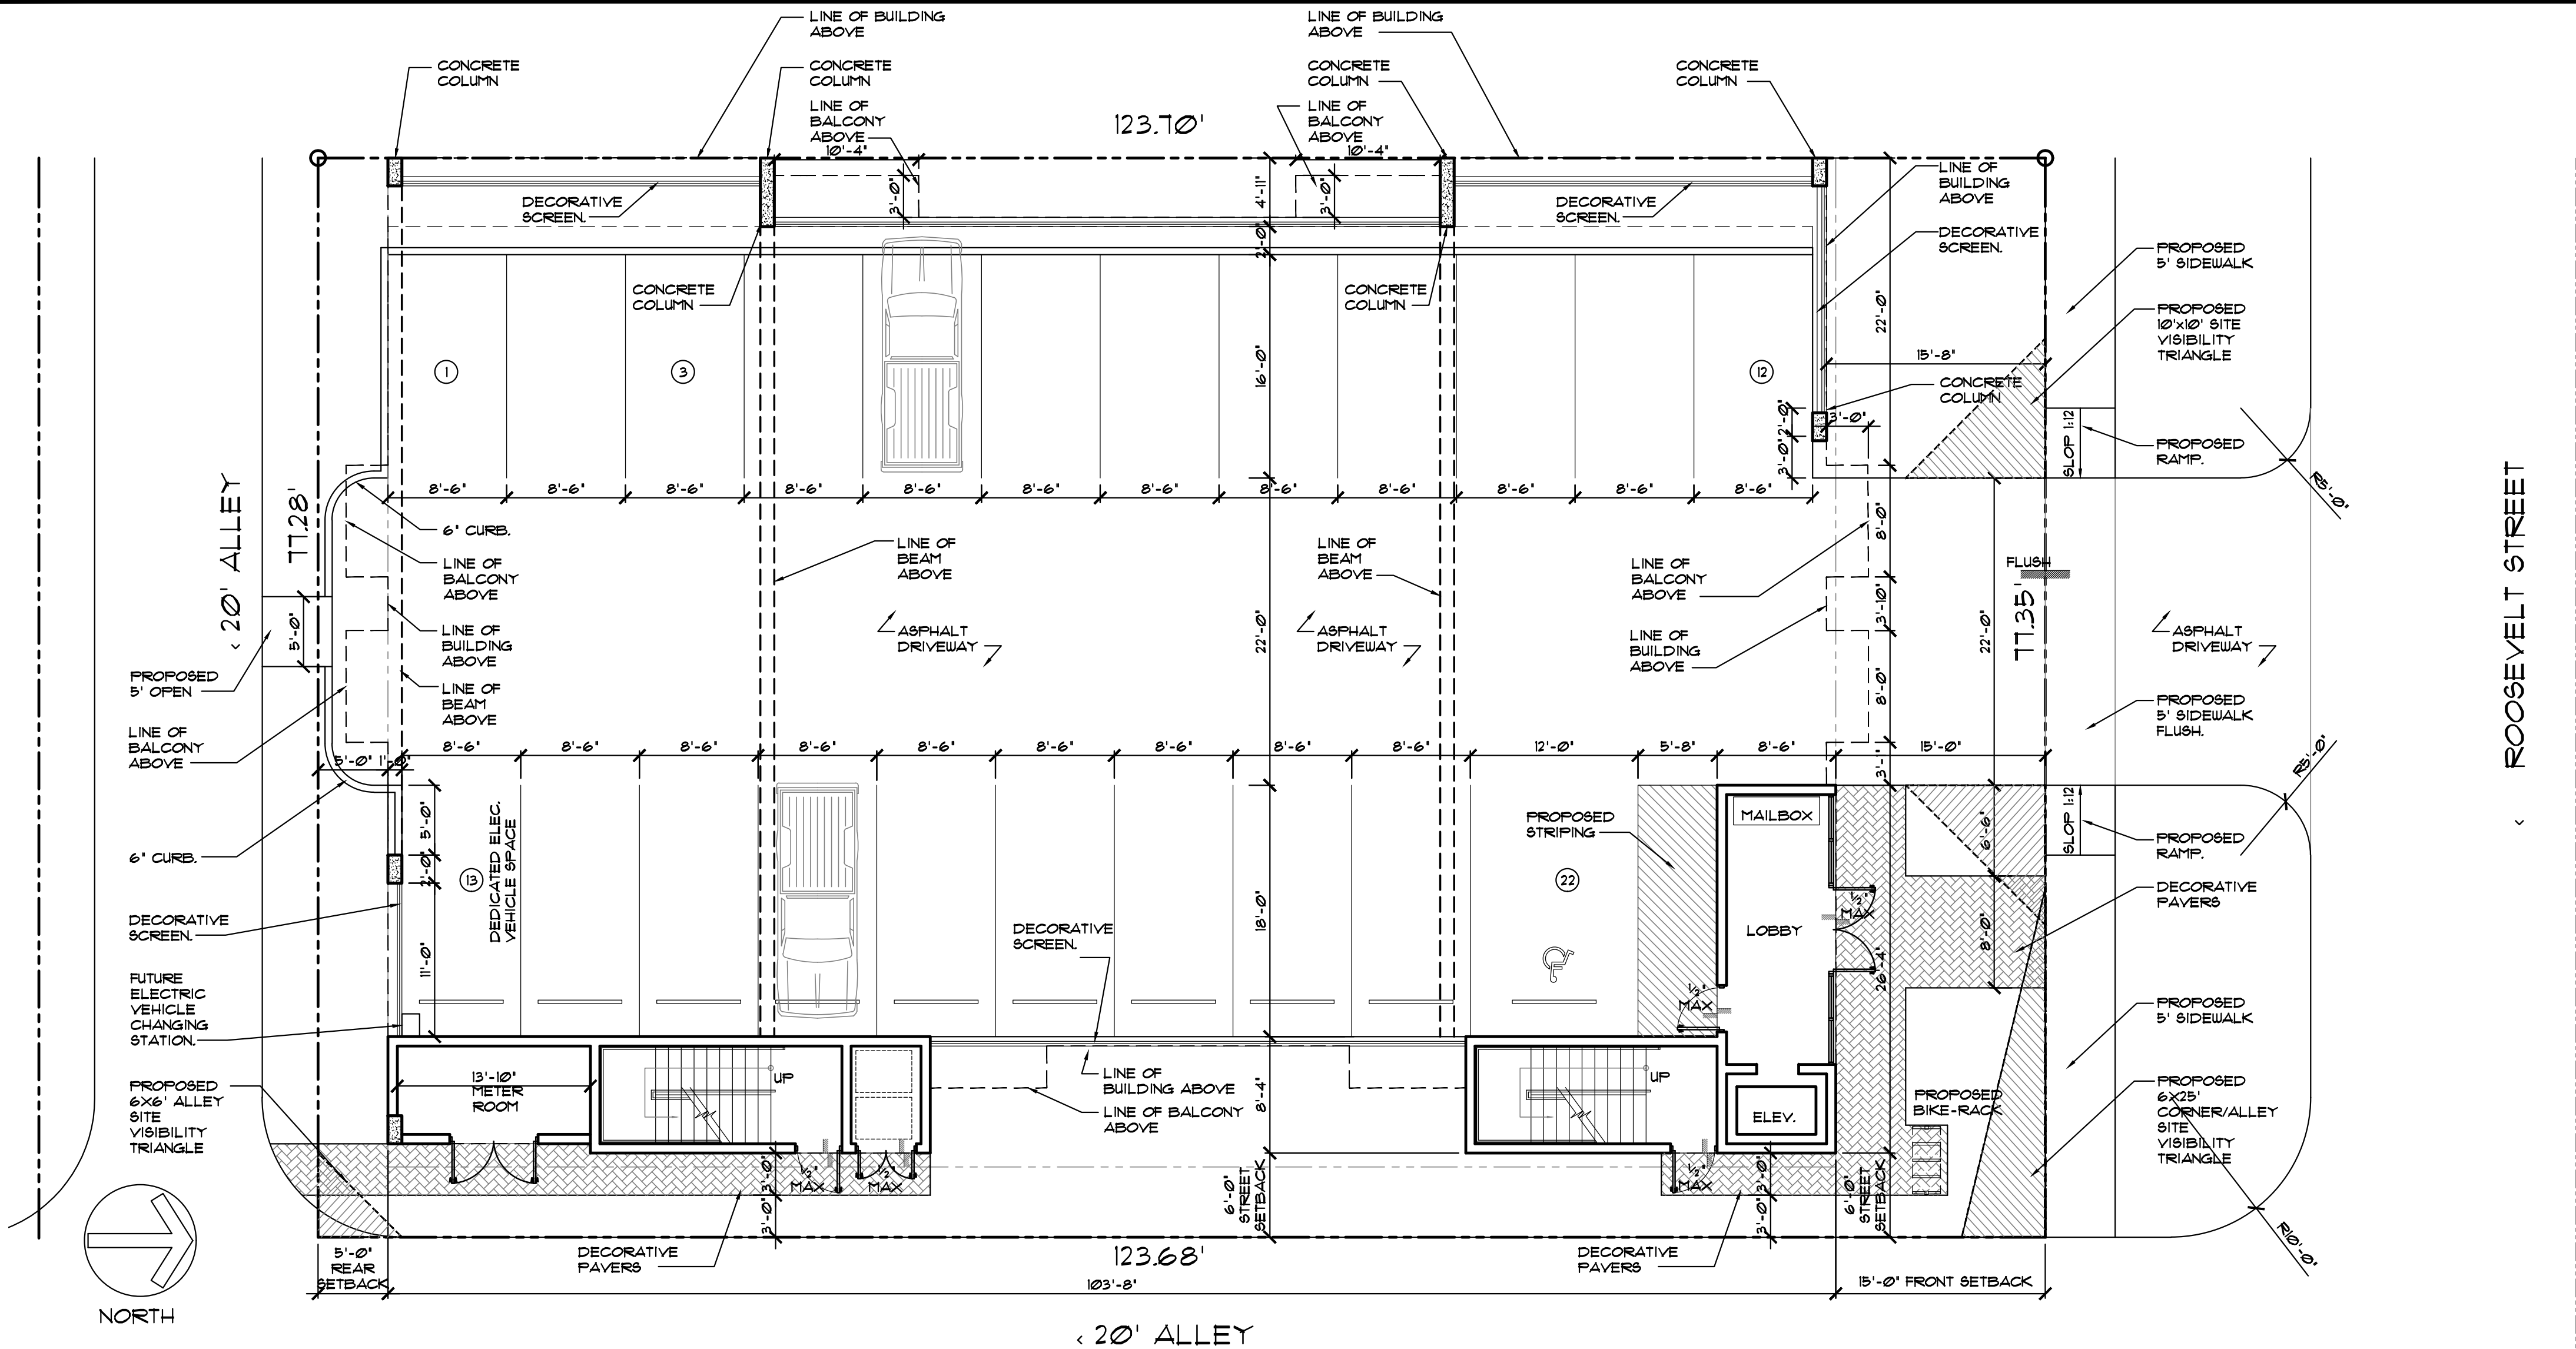 LINE OF BUILDING
ABOVE
LINE OF BUILDING
ABOVE
CONCRETE
COLUMN
CONCRETE
COLUMN
CONCRETE
COLUMN
CONCRETE
COLUMN
LINE OF
BALCONY
ABOVE
LINE OF
BALCONY
ABOVE
123.70'
10'-4"
10'-4"
DECORATIVE
SCREEN.
3'-0"
4'-11"
3'-0"
DECORATIVE
SCREEN.
LINE OF
BUILDING
ABOVE
2'-0"
DECORATIVE
SCREEN.
PROPOSED
5' SIDEWALK
CONCRETE
COLUMN
CONCRETE
COLUMN
22'-0"
PROPOSED
10'x10' SITE
VISIBILITY
TRIANGLE
1
3
16'-0"
12
15'-8"
CONCRETE
COLUMN
3'-0"
2'-0"
3'-0"
SLOP 1:12
PROPOSED
RAMP.
R5'-0"
8'-6"
8'-6"
8'-6"
8'-6"
8'-6"
8'-6"
8'-6"
8'-6"
8'-6"
8'-6"
8'-6"
8'-6"
< 20' ALLEY
77.28'
6" CURB.
LINE OF
BALCONY
ABOVE
LINE OF
BEAM
ABOVE
LINE OF
BEAM
ABOVE
LINE OF
BALCONY
ABOVE
8'-0"
FLUSH
77.35'
3'-10"
22'-0"
22'-0"
5'-0"
LINE OF
BUILDING
ABOVE
ASPHALT
DRIVEWAY
ASPHALT
DRIVEWAY
LINE OF
BUILDING
ABOVE
ASPHALT
DRIVEWAY
ROOSEVELT STREET
<
PROPOSED
5' OPEN
LINE OF
BEAM
ABOVE
8'-0"
PROPOSED
5' SIDEWALK
FLUSH.
LINE OF
BALCONY
ABOVE
5'-0"
1'-0"
8'-6"
8'-6"
8'-6"
8'-6"
8'-6"
8'-6"
8'-6"
8'-6"
8'-6"
12'-0"
5'-8"
8'-6"
15'-0"
3'-1"
R5'-0"
6" CURB.
5'-0"
2'-0"
11'-0"
13
DEDICATED ELEC.
VEHICLE SPACE
PROPOSED
STRIPING
MAILBOX
6'-6"
SLOP 1:12
PROPOSED
RAMP.
22
DECORATIVE
PAVERS
DECORATIVE
SCREEN.
DECORATIVE
SCREEN.
18'-0"
LOBBY
1/2"
MAX
8'-0"
26'-4"
FUTURE
ELECTRIC
VEHICLE
CHANGING
STATION.
1/2"
MAX
PROPOSED
5' SIDEWALK
PROPOSED
6X6' ALLEY
SITE
VISIBILITY
TRIANGLE
13'-10"
METER
ROOM
UP
LINE OF
BUILDING ABOVE
LINE OF BALCONY
ABOVE
8'-4"
UP
ELEV.
PROPOSED
BIKE-RACK
PROPOSED
6X25'
CORNER/ALLEY
SITE
VISIBILITY
TRIANGLE
3'-0"
3'-0"
1/2"
MAX
1/2"
MAX
6'-0"
STREET
SETBACK
1/2"
MAX
3'-0"
3'-0"
6'-0"
STREET
SETBACK
R10'-0"
NORTH
5'-0"
REAR
SETBACK
DECORATIVE
PAVERS
123.68'
103'-8"
DECORATIVE
PAVERS
15'-0" FRONT SETBACK
< 20' ALLEY